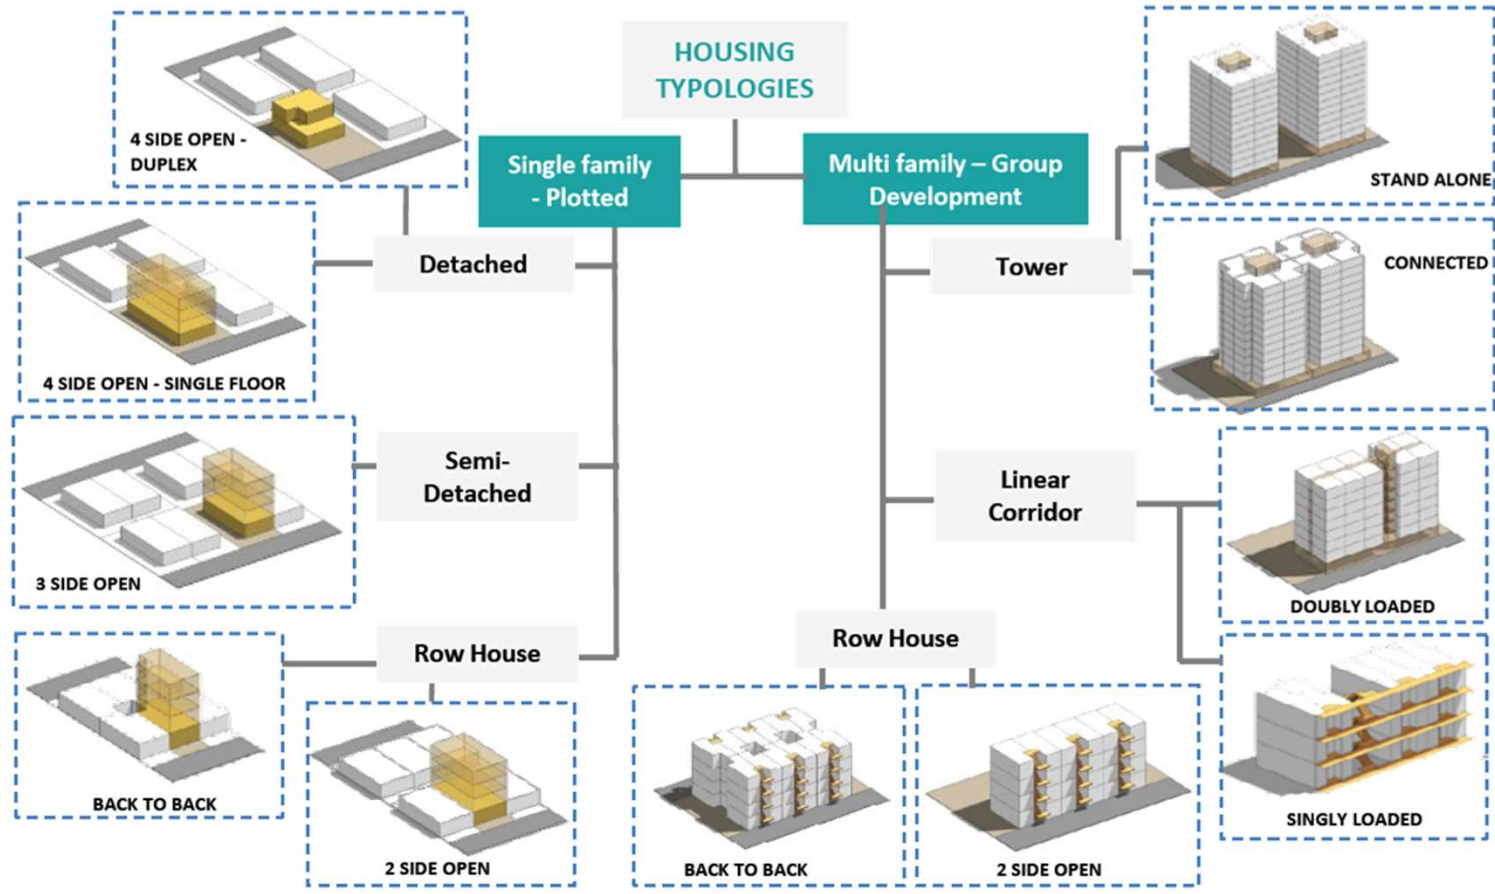 HOUSING
TYPOLOGIES
Single family
- Plotted
Multi family – Group
Development
4 SIDE OPEN -
DUPLEX
Detached
4 SIDE OPEN - SINGLE FLOOR
Semi-
Detached
3 SIDE OPEN
Row House
BACK TO BACK
2 SIDE OPEN
Tower
STAND ALONE
CONNECTED
Linear
Corridor
DOUBLY LOADED
SINGLY LOADED
Row House
BACK TO BACK
2 SIDE OPEN